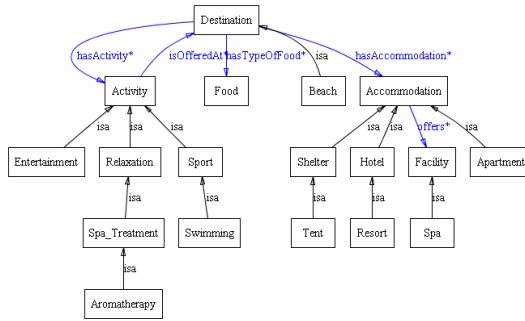 Destination
hasActivity* isOfferedAt* hasTypeOfFood* isa hasAccommodation*
Activity Food Beach Accommodation
isa isa isa isa isa offers* isa
Entertainment Relaxation Sport Shelter Hotel Facility Apartment
isa isa isa isa isa
Spa_Treatment Swimming Tent Resort Spa
isa
Aromatherapy